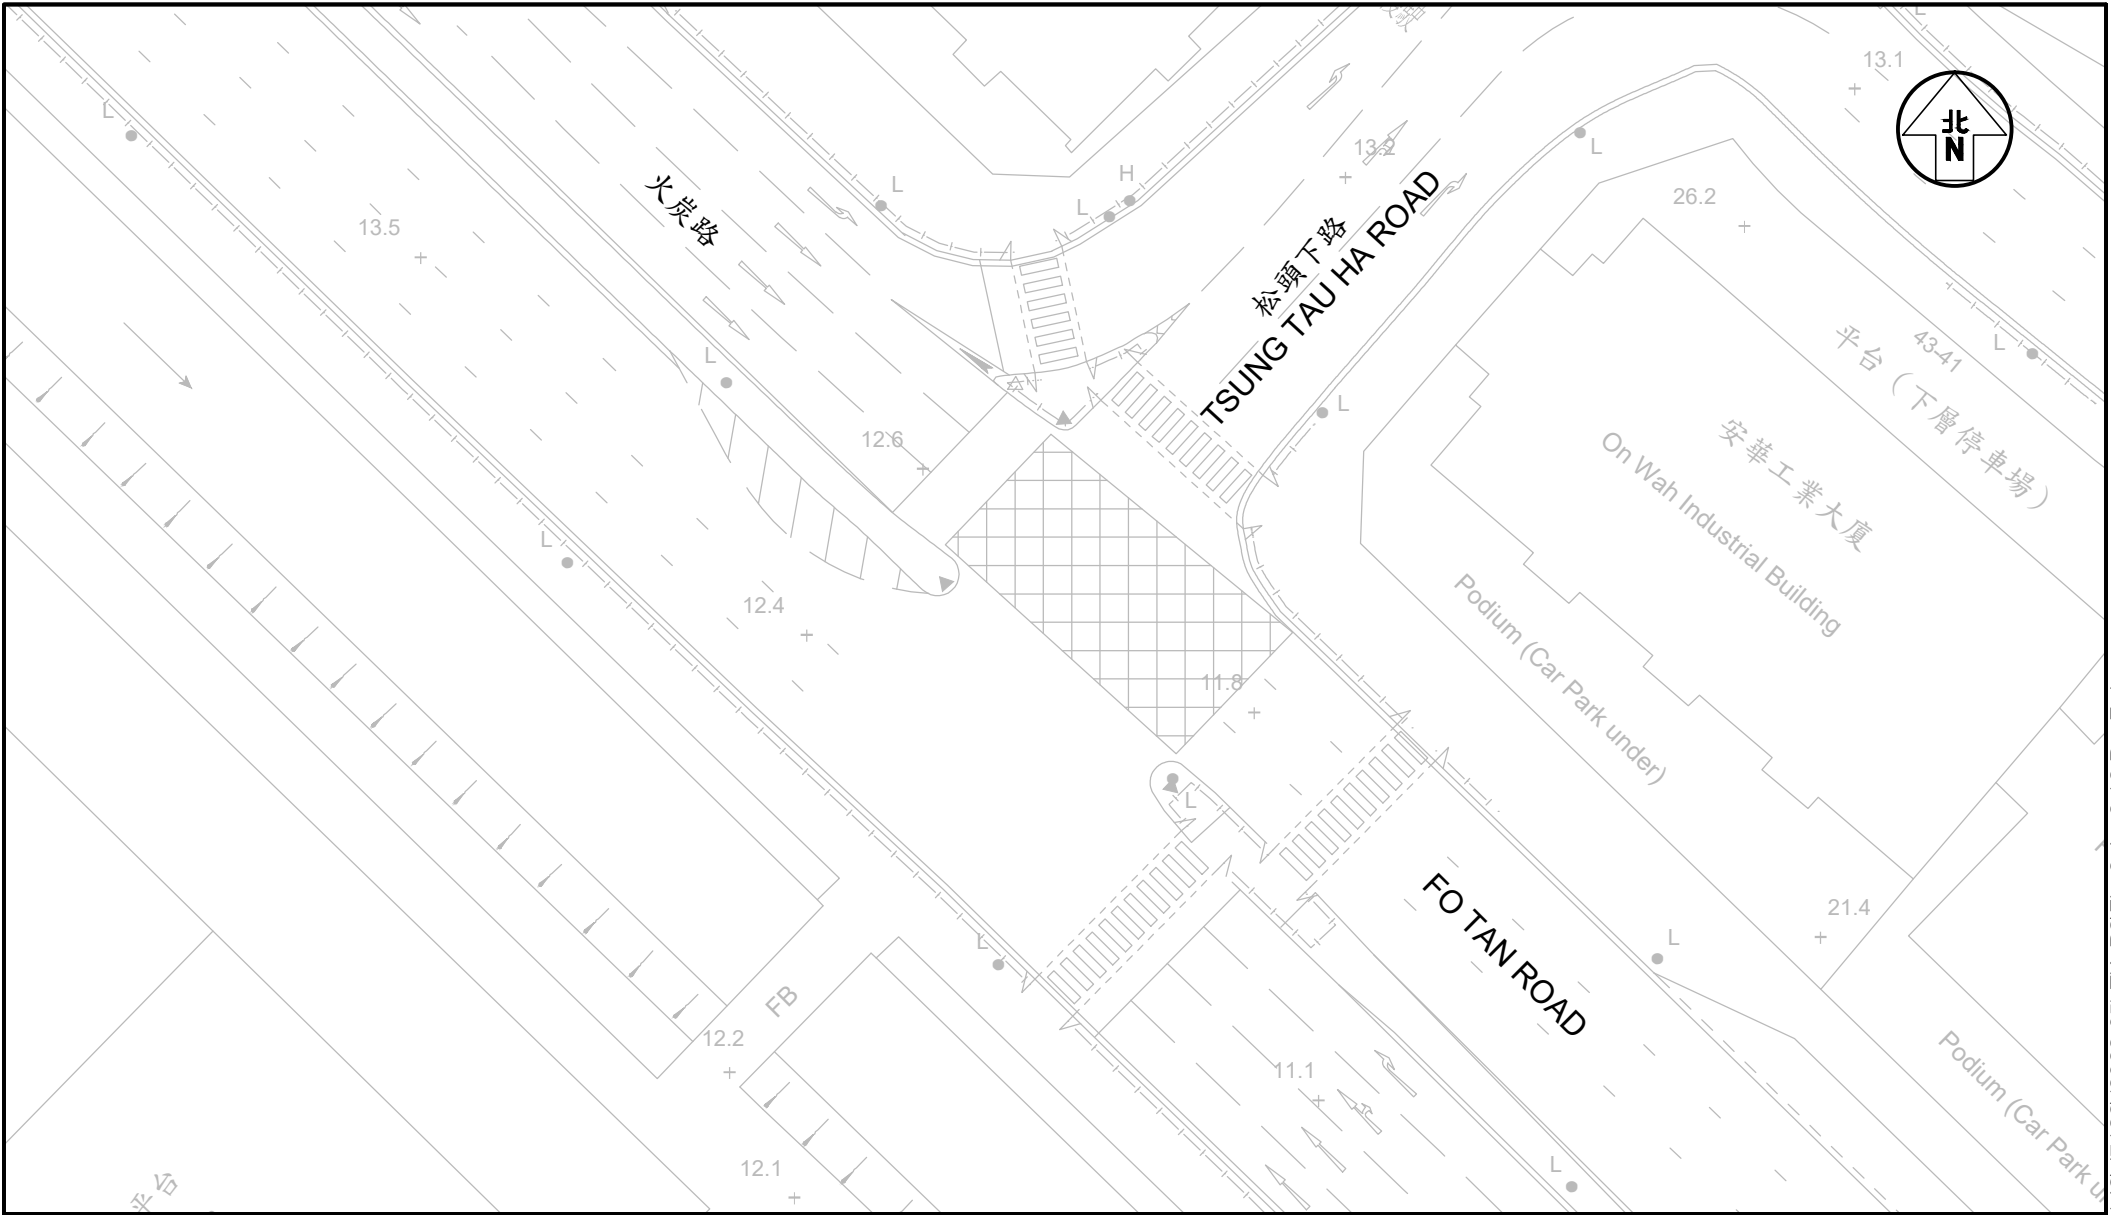 L
13.1
L
北
N
火炭路
13.5
L
H
L
13.2
L
26.2
松頭下路
TSUNG TAU HA ROAD
L
L
12.6
平台（下層停車場）
43-41
L
安華工業大廈
On Wah Industrial Building
L
12.4
Podium (Car Park under)
11.8
L
L
FO TAN ROAD
21.4
L
FB
12.2
11.1
Podium (Car Park u
12.1
L
平台